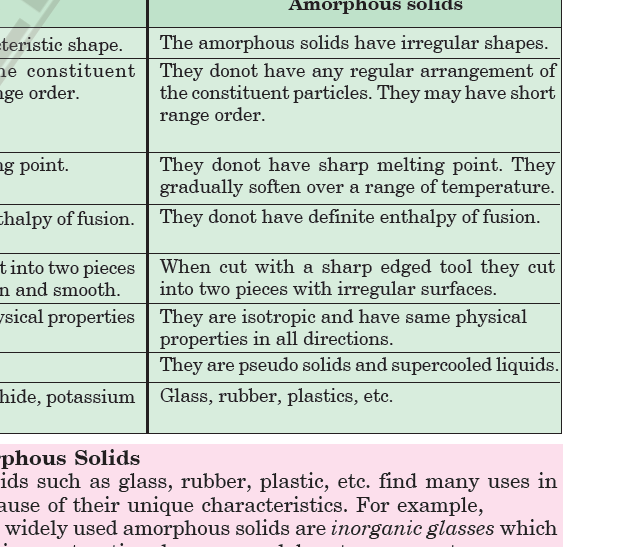 Amorphous solids
cteristic shape.
The amorphous solids have irregular shapes.
he constituent
nge order.
They donot have any regular arrangement of
the constituent particles. They may have short
range order.
ng point.
They donot have sharp melting point. They
gradually soften over a range of temperature.
thalpy of fusion.
They donot have definite enthalpy of fusion.
t into two pieces
n and smooth.
When cut with a sharp edged tool they cut
into two pieces with irregular surfaces.
ysical properties
They are isotropic and have same physical
properties in all directions.
They are pseudo solids and supercooled liquids.
hide, potassium
Glass, rubber, plastics, etc.
rphous Solids
ids such as glass, rubber, plastic, etc. find many uses in
ause of their unique characteristics. For example,
widely used amorphous solids are inorganic glasses which